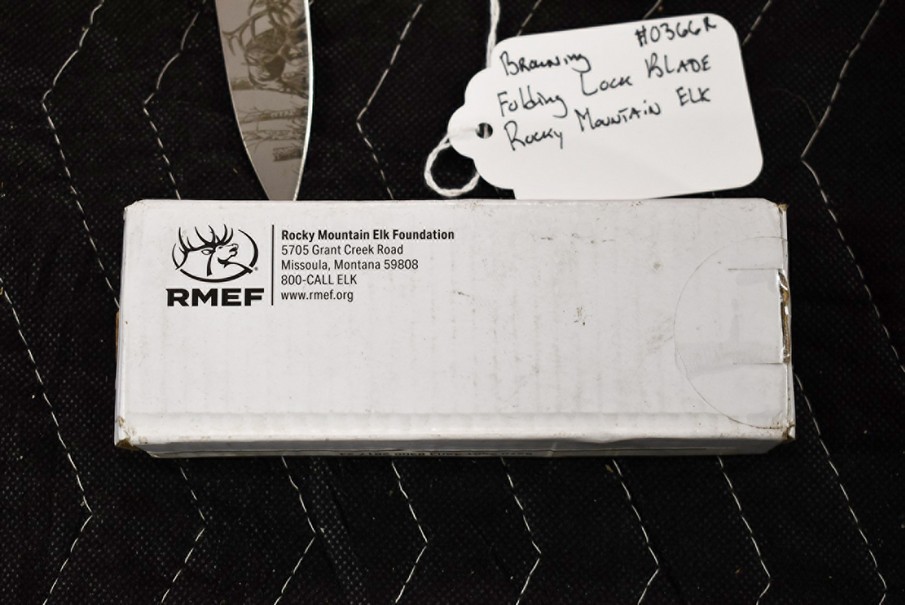 #0366R
Browning
Folding Lock Blade
Rocky Mountain Elk
Rocky Mountain Elk Foundation
5705 Grant Creek Road
Missoula, Montana 59808
800-CALL ELK
www.rmef.org
RMEF